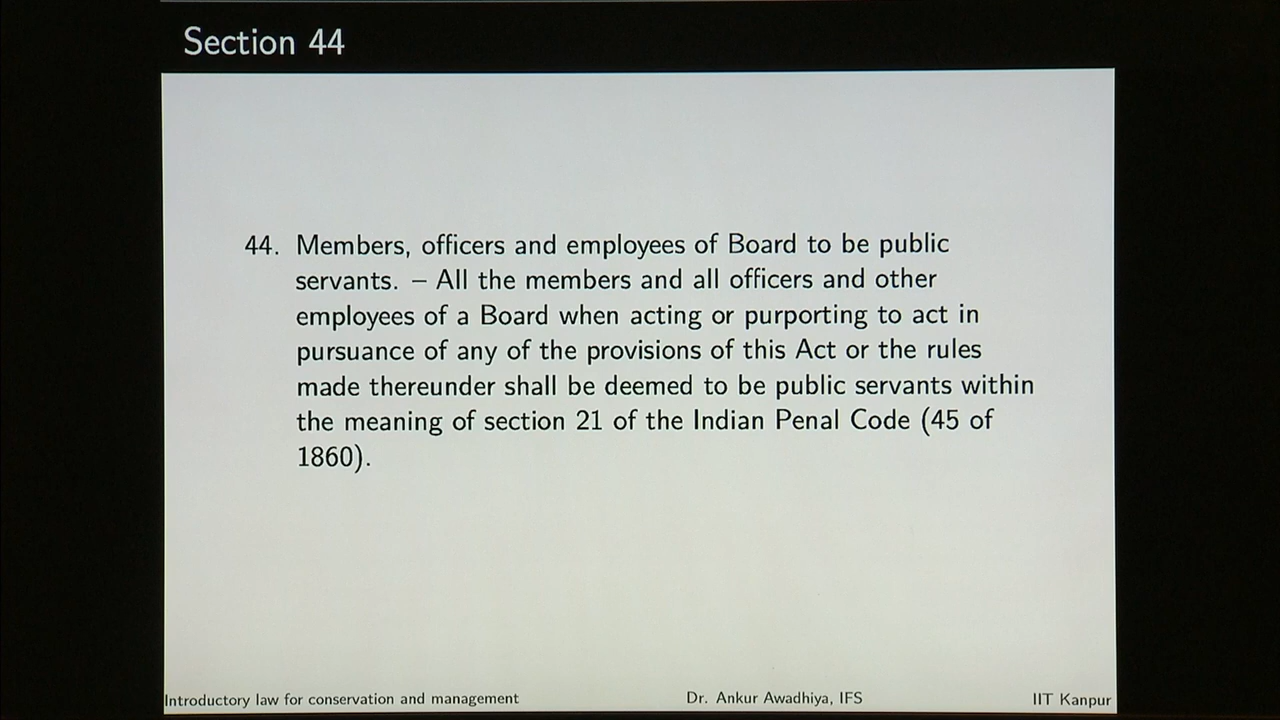 Section 44
44. Members, officers and employees of Board to be public
servants. – All the members and all officers and other
employees of a Board when acting or purporting to act in
pursuance of any of the provisions of this Act or the rules
made thereunder shall be deemed to be public servants within
the meaning of section 21 of the Indian Penal Code (45 of
1860).
Introductory law for conservation and management Dr. Ankur Awadhiya, IFS IIT Kanpur